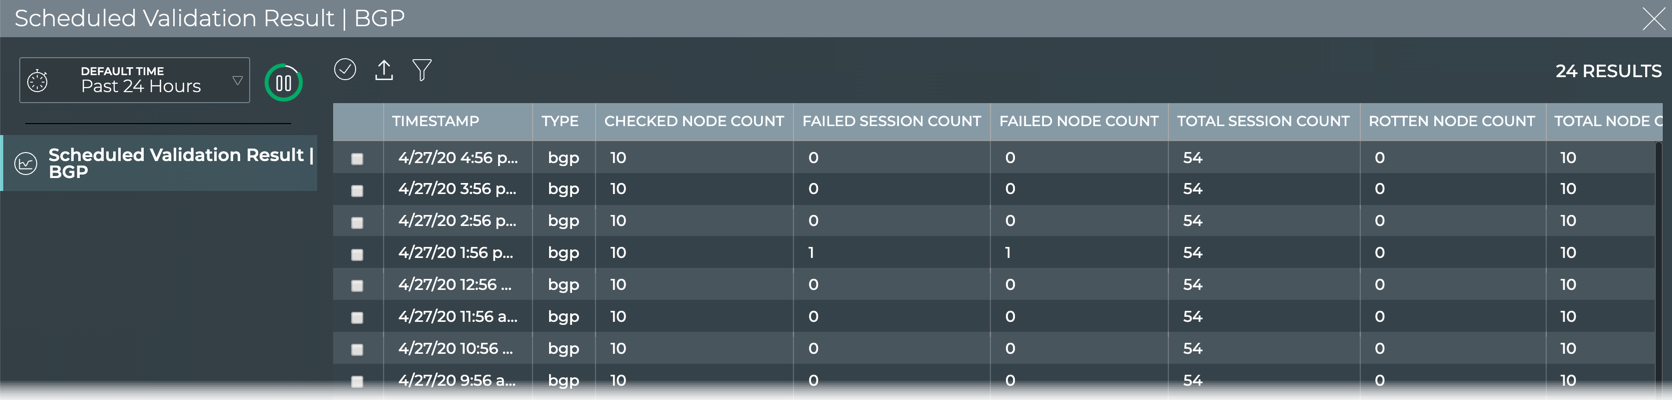 Scheduled Validation Result | BGP
DEFAULT TIME
Past 24 Hours
24 RESULTS
Scheduled Validation Result |
BGP
TIMESTAMP TYPE CHECKED NODE COUNT FAILED SESSION COUNT FAILED NODE COUNT TOTAL SESSION COUNT ROTTEN NODE COUNT TOTAL NODE C
4/27/20 4:56 p... bgp 10 0 0 54 0 10
4/27/20 3:56 p... bgp 10 0 0 54 0 10
4/27/20 2:56 p... bgp 10 0 0 54 0 10
4/27/20 1:56 p... bgp 10 1 1 54 0 10
4/27/20 12:56 ... bgp 10 0 0 54 0 10
4/27/20 11:56 a... bgp 10 0 0 54 0 10
4/27/20 10:56 ... bgp 10 0 0 54 0 10
4/27/20 9:56 a... bgp 10 0 0 54 0 10